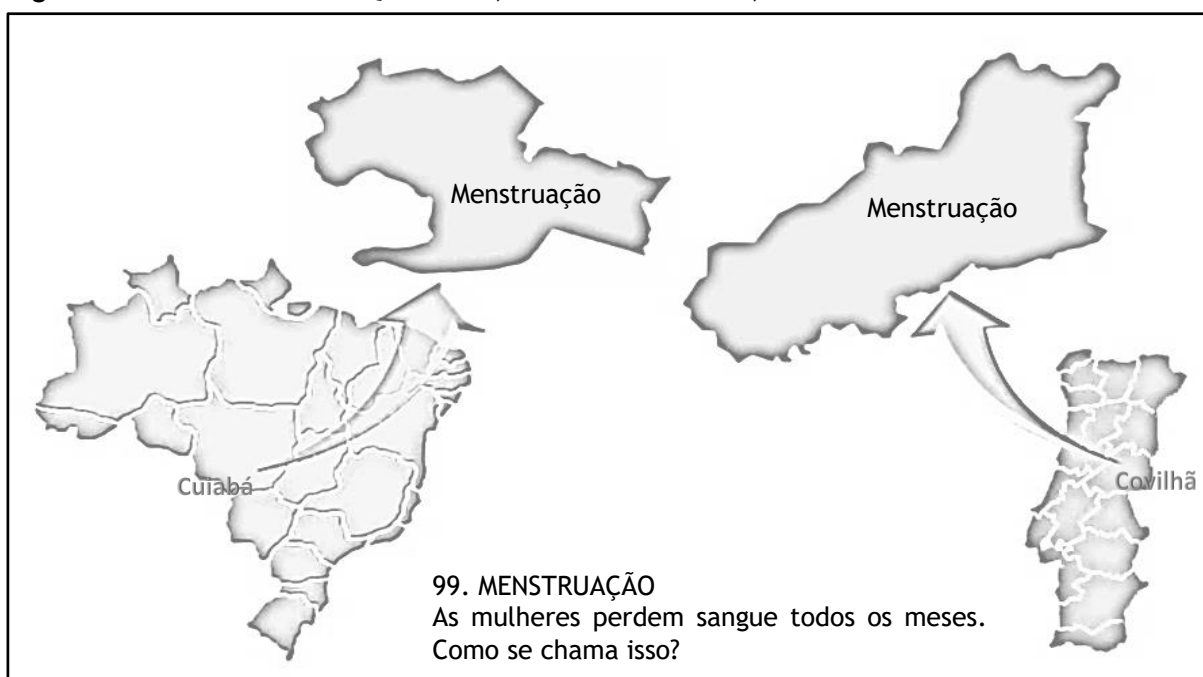 Menstruação
Menstruação
Cuiabá
Covilhã
99. MENSTRUAÇÃO
As mulheres perdem sangue todos os meses.
Como se chama isso?